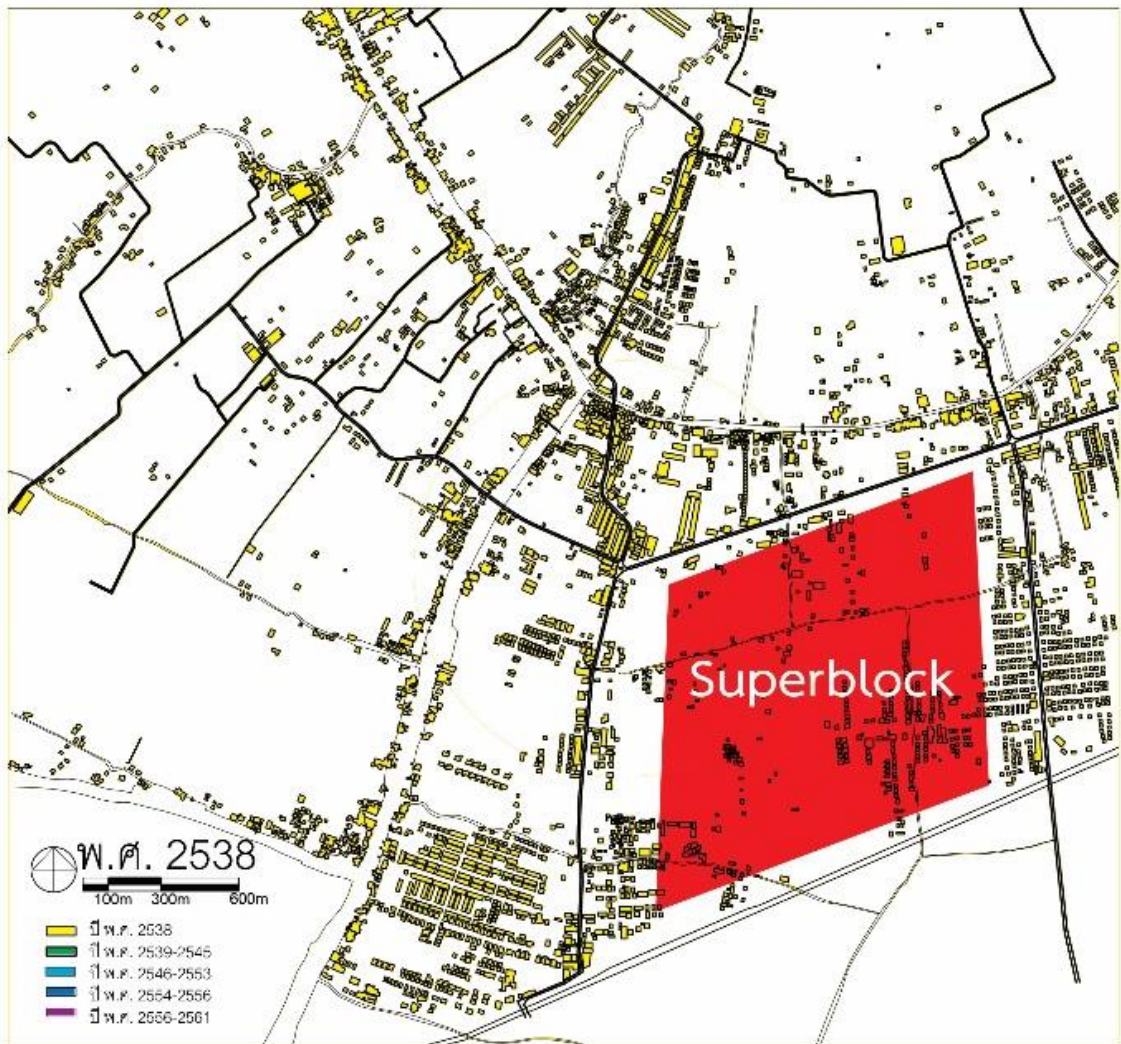 Superblock
พ.ศ. 2538
100m 300m 600m
ปี พ.ศ. 2538
ปี พ.ศ. 2539-2545
ปี พ.ศ. 2546-2553
ปี พ.ศ. 2554-2556
ปี พ.ศ. 2556-2561